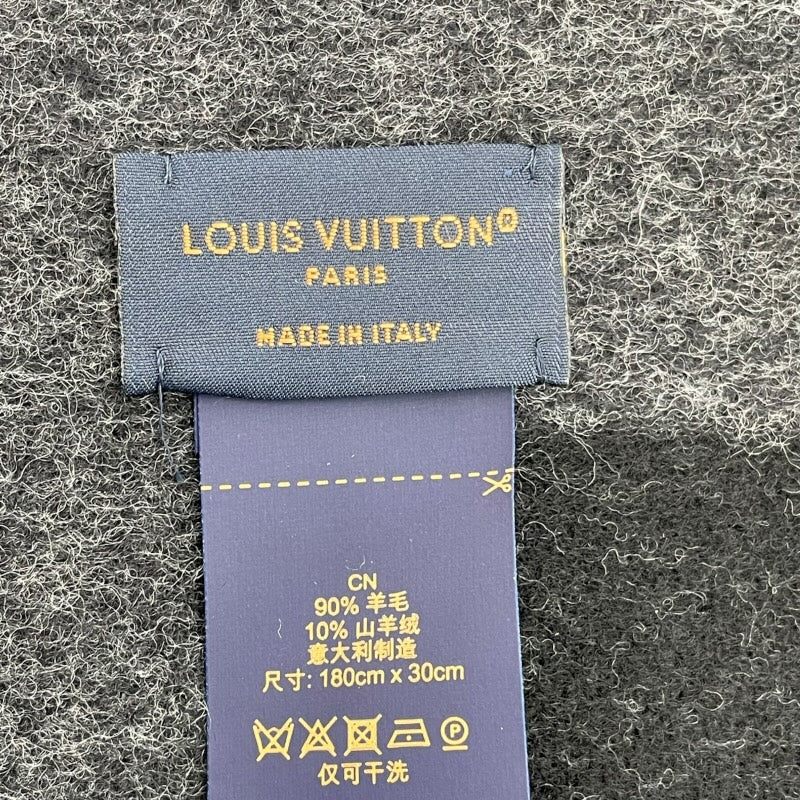 LOUIS VUITTON
PARIS
MADE IN ITALY
CN
90% 羊毛
10% 山羊绒
意大利制造
尺寸: 180cm x 30cm
P
仅可干洗